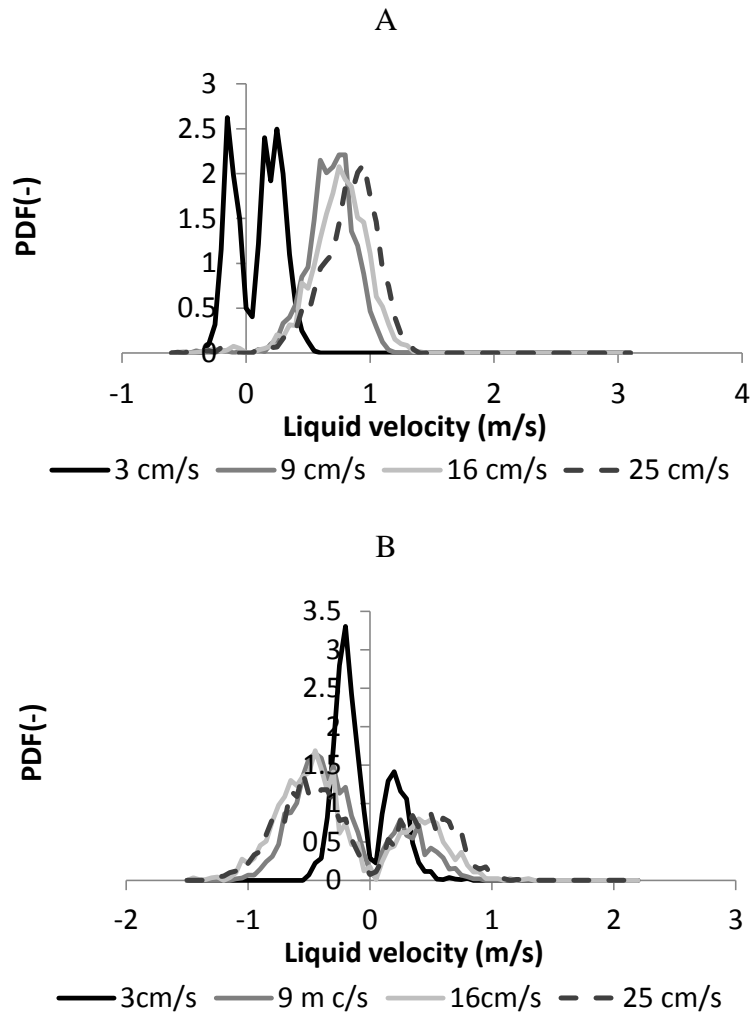 A
3
2.5
2
PDF(-)
1.5
1
0.5
0
-1 0 1 2 3 4
Liquid velocity (m/s)
3 cm/s 9 cm/s 16 cm/s 25 cm/s
B
3.5
3
2.5
2
PDF(-)
1.5
1
0.5
0
-2 -1 0 1 2 3
Liquid velocity (m/s)
3cm/s 9 m c/s 16cm/s 25 cm/s